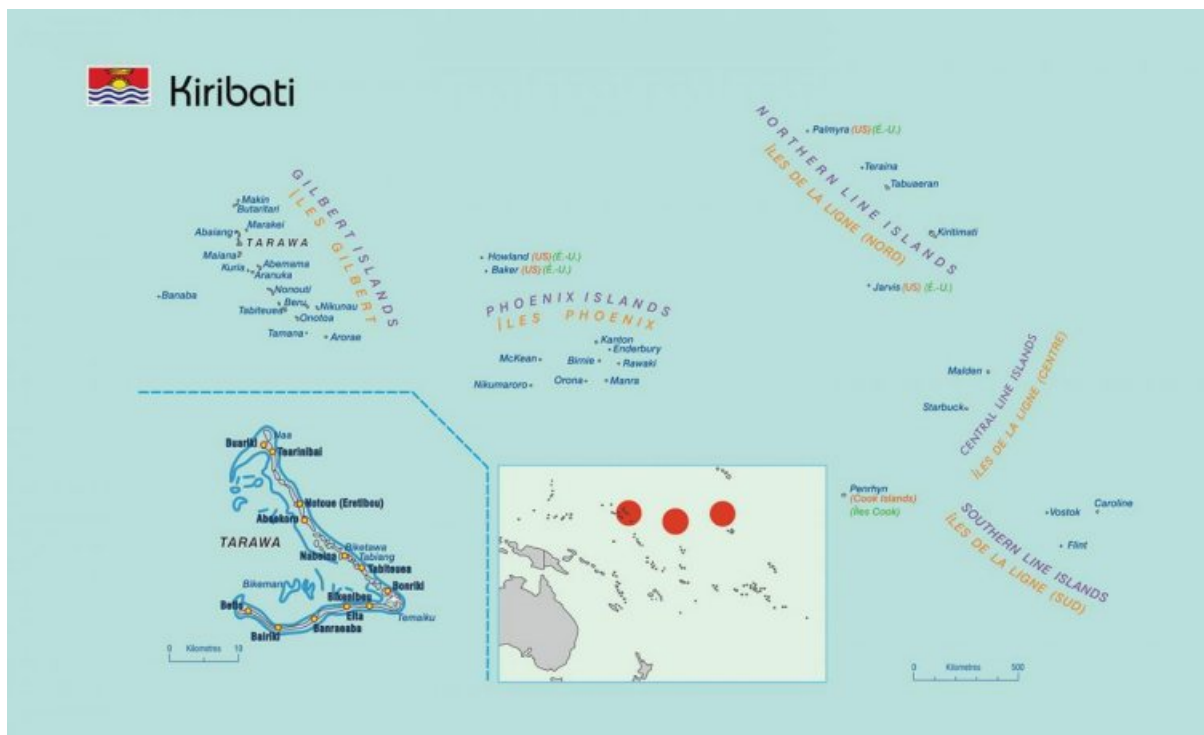 Kiribati
GILBERT ISLANDS
ÎLES GILBERT
Makin
Butaritari
Marakei
Abaiang
TARAWA
Maiana
Abemama
Kuria
Aranuka
Banaba
Nonouti
Beru
Nikunau
Tabiteuea
Onotoa
Tamana
Arorae
Howland (US) (É.-U.)
Baker (US) (É.-U.)
PHOENIX ISLANDS
ÎLES PHOENIX
Kanton
Enderbury
McKean
Birnie
Rawaki
Nikumaroro
Orona
Manra
NORTHERN LINE ISLANDS
ÎLES DE LA LIGNE (NORD)
Palmyra (US) (É.-U.)
Teraina
Tabuaeran
Kiritimati
Jarvis (US) (É.-U.)
CENTRAL LINE ISLANDS
ÎLES DE LA LIGNE (CENTRE)
Malden
Starbuck
Penrhyn
(Cook Islands)
(Îles Cook)
SOUTHERN LINE ISLANDS
ÎLES DE LA LIGNE (SUD)
Caroline
Vostok
Flint
0 Kilometres 500
Naa
Buariki
Tearinibai
Notoue (Eretibou)
Abaokoro
TARAWA
Biketawa
Nabeina
Tabiang
Tabiteuea
Bikeman
Bonriki
Bikenibeu
Betio
Temaiku
Eita
Banraeaba
Bairiki
0 Kilometres 10